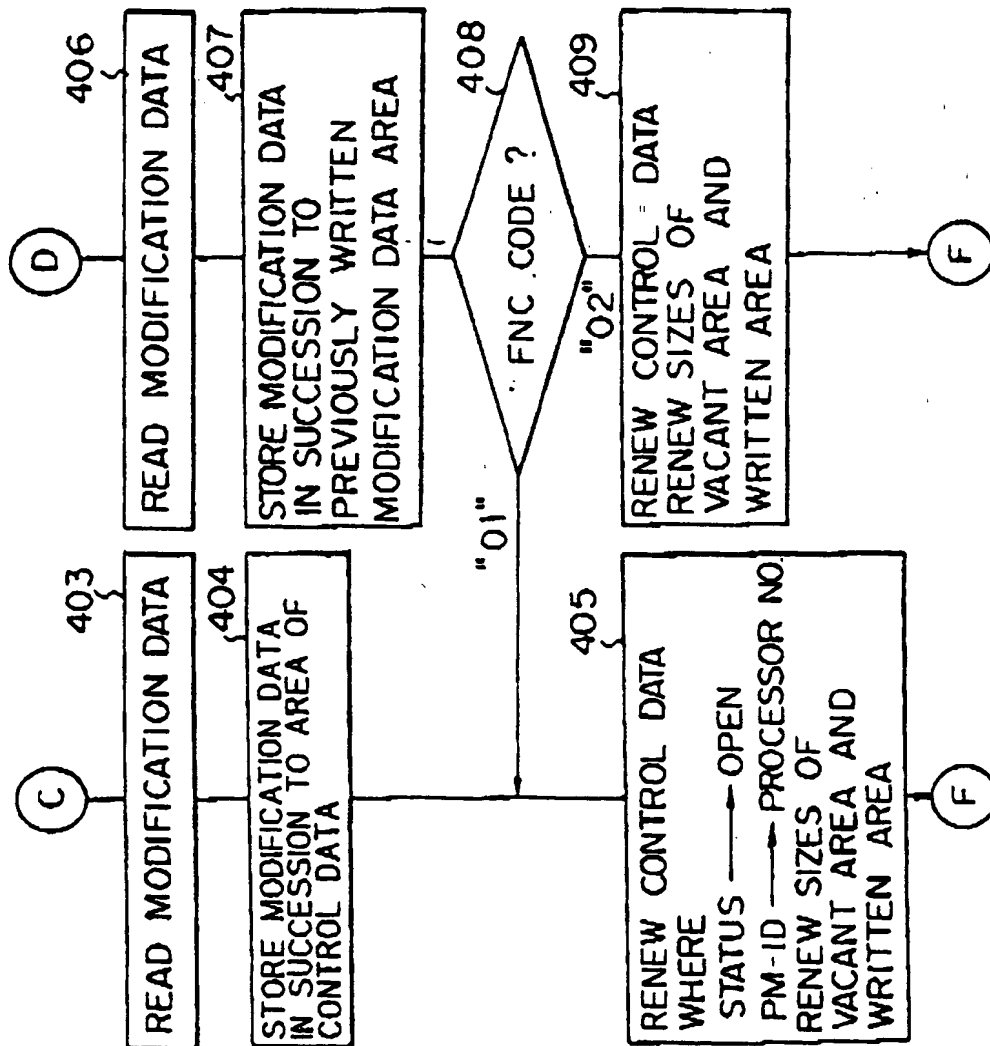 C
403
READ MODIFICATION DATA
404
STORE MODIFICATION DATA
IN SUCCESSION TO AREA OF
CONTROL DATA
405
RENEW CONTROL DATA
WHERE
STATUS → OPEN
PM-ID → PROCESSOR NO.
RENEW SIZES OF
VACANT AREA AND
WRITTEN AREA
F
D
406
READ MODIFICATION DATA
407
STORE MODIFICATION DATA
IN SUCCESSION TO
PREVIOUSLY WRITTEN
MODIFICATION DATA AREA
408
FNC. CODE ?
"01"
"02"
409
RENEW CONTROL DATA
RENEW SIZES OF
VACANT AREA AND
WRITTEN AREA
F